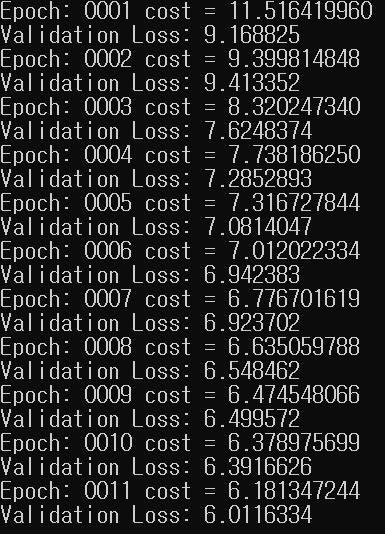 Epoch: 0001 cost = 11.516419960
Validation Loss: 9.168825
Epoch: 0002 cost = 9.399814848
Validation Loss: 9.413352
Epoch: 0003 cost = 8.320247340
Validation Loss: 7.6248374
Epoch: 0004 cost = 7.738186250
Validation Loss: 7.2852893
Epoch: 0005 cost = 7.316727844
Validation Loss: 7.0814047
Epoch: 0006 cost = 7.012022334
Validation Loss: 6.942383
Epoch: 0007 cost = 6.776701619
Validation Loss: 6.923702
Epoch: 0008 cost = 6.635059788
Validation Loss: 6.548462
Epoch: 0009 cost = 6.474548066
Validation Loss: 6.499572
Epoch: 0010 cost = 6.378975699
Validation Loss: 6.3916626
Epoch: 0011 cost = 6.181347244
Validation Loss: 6.0116334